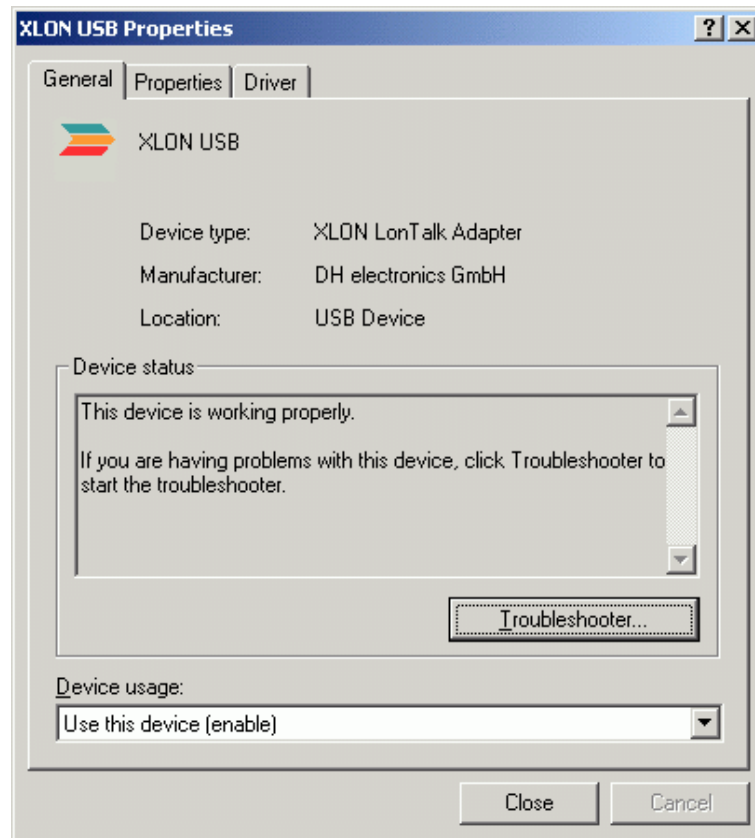 XLON USB Properties
General Properties Driver
XLON USB
Device type: XLON LonTalk Adapter
Manufacturer: DH electronics GmbH
Location: USB Device
Device status
This device is working properly.
If you are having problems with this device, click Troubleshooter to
start the troubleshooter.
Troubleshooter...
Device usage:
Use this device (enable)
Close Cancel